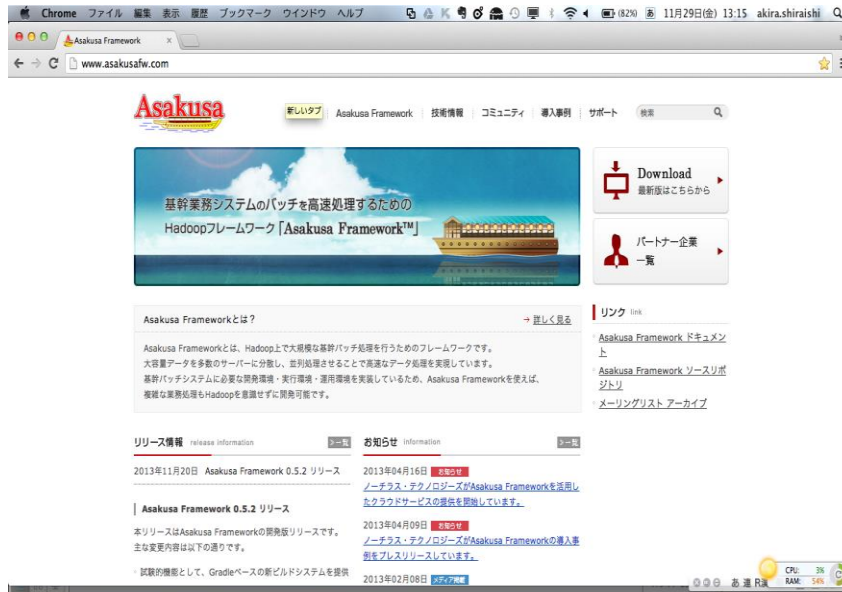 Chrome ファイル 編集 表示 履歴 ブックマーク ウインドウ ヘルプ (82%) あ 11月29日(金) 13:15 akira.shiraishi
Asakusa Framework ×
www.asakusafw.com
Asakusa
新しいタブ Asakusa Framework 技術情報 コミュニティ 導入事例 サポート 検索
基幹業務システムのバッチを高速処理するための
Hadoopフレームワーク「Asakusa Framework™」
Download
最新版はこちらから
パートナー企業
一覧
Asakusa Frameworkとは？ → 詳しく見る
Asakusa Frameworkとは、Hadoop上で大規模な基幹バッチ処理を行うためのフレームワークです。
大容量データを多数のサーバーに分散し、並列処理させることで高速なデータ処理を実現しています。
基幹バッチシステムに必要な開発環境・実行環境・運用環境を実装しているため、Asakusa Frameworkを使えば、
複雑な業務処理もHadoopを意識せずに開発可能です。
リンク link
Asakusa Framework ドキュメン
ト
Asakusa Framework ソースリポ
ジトリ
メーリングリスト アーカイブ
リリース情報 release information >一覧
2013年11月20日 Asakusa Framework 0.5.2 リリース
Asakusa Framework 0.5.2 リリース
本リリースはAsakusa Frameworkの開発版リリースです。
主な変更内容は以下の通りです。
・試験的機能として、Gradleベースの新ビルドシステムを提供
お知らせ information >一覧
2013年04月16日 お知らせ
ノーチラス・テクノロジーズがAsakusa Frameworkを活用し
たクラウドサービスの提供を開始しています。
2013年04月09日 お知らせ
ノーチラス・テクノロジーズがAsakusa Frameworkの導入事
例をプレスリリースしています。
2013年02月08日 メディア掲載
あ 連 R漢
CPU: 3%
RAM: 54%